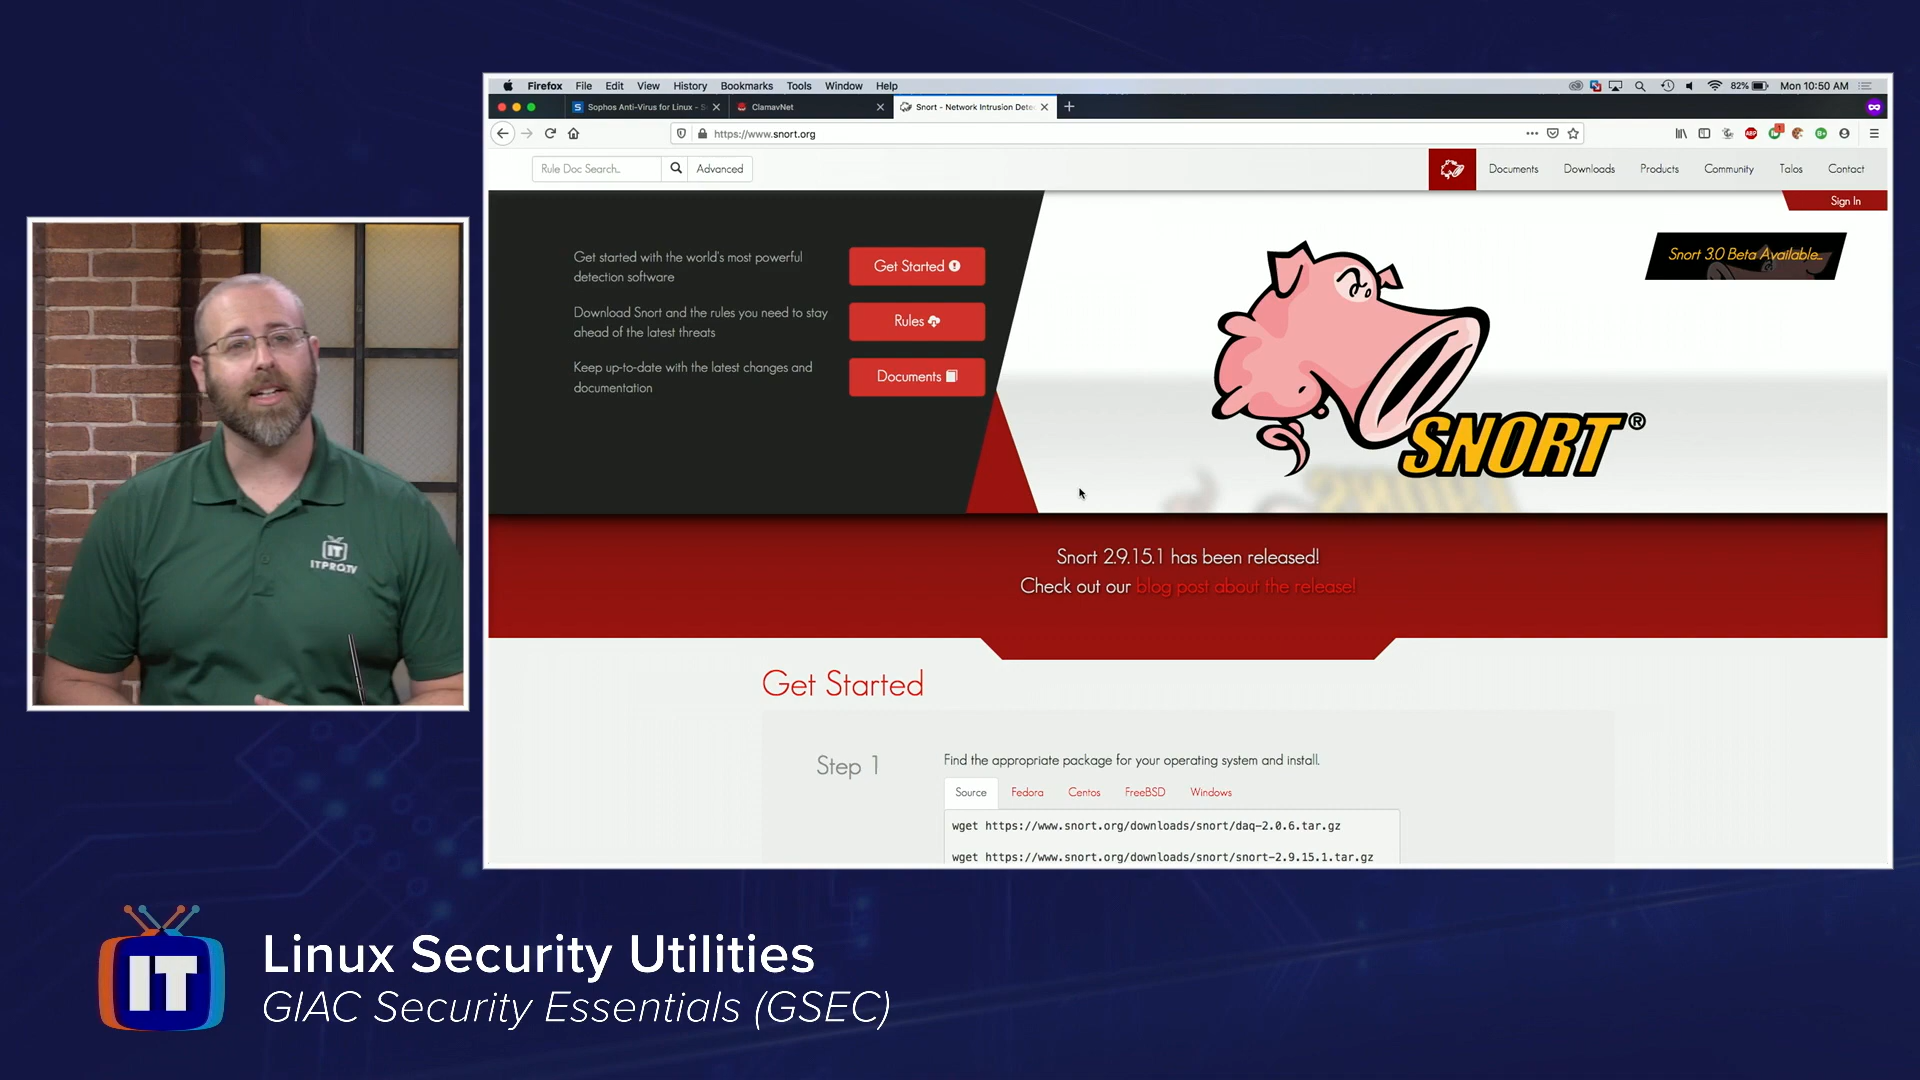 Firefox File Edit View History Bookmarks Tools Window Help
82% Mon 10:50 AM
Sophos Anti-Virus for Linux - S
ClamavNet
Snort - Network Intrusion Dete
https://www.snort.org
ABP
Rule Doc Search..
Advanced
Documents Downloads Products Community Talos Contact
Sign In
Get started with the world's most powerful
detection software
Get Started
Download Snort and the rules you need to stay
ahead of the latest threats
Rules
Keep up-to-date with the latest changes and
documentation
Documents
Snort 3.0 Beta Available...
SNORT®
Snort 2.9.15.1 has been released!
Check out our blog post about the release!
Get Started
Step 1
Find the appropriate package for your operating system and install.
Source Fedora Centos FreeBSD Windows
wget https://www.snort.org/downloads/snort/daq-2.0.6.tar.gz
wget https://www.snort.org/downloads/snort/snort-2.9.15.1.tar.gz
IT
ITPRO.TV
IT
Linux Security Utilities
GIAC Security Essentials (GSEC)